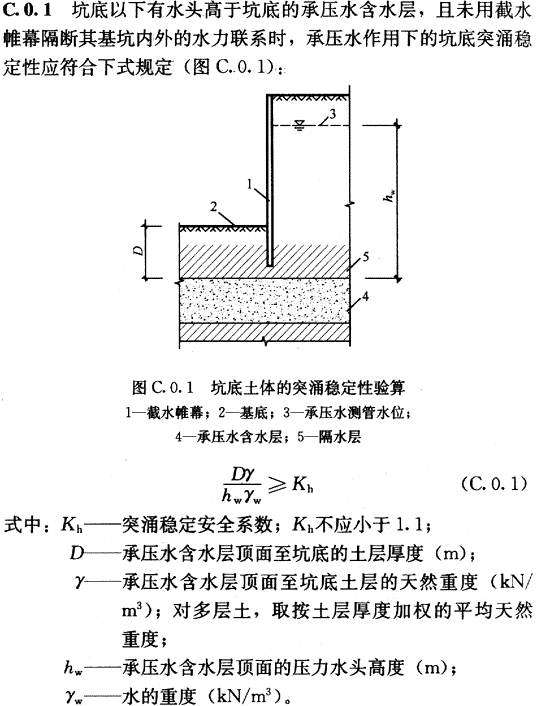 C.0.1 坑底以下有水头高于坑底的承压水含水层，且未用截水
帷幕隔断其基坑内外的水力联系时，承压水作用下的坑底突涌稳
定性应符合下式规定（图C.0.1）：
3
1
2
D
h_w
5
4
图 C.0.1 坑底土体的突涌稳定性验算
1—截水帷幕；2—基底；3—承压水测管水位；
4—承压水含水层；5—隔水层
Dγ / h_w γ_w ≥ K_h (C.0.1)
式中：K_h——突涌稳定安全系数；K_h不应小于1.1；
D——承压水含水层顶面至坑底的土层厚度（m）；
γ——承压水含水层顶面至坑底土层的天然重度（kN/
m³）；对多层土，取按土层厚度加权的平均天然
重度；
h_w——承压水含水层顶面的压力水头高度（m）；
γ_w——水的重度（kN/m³）。